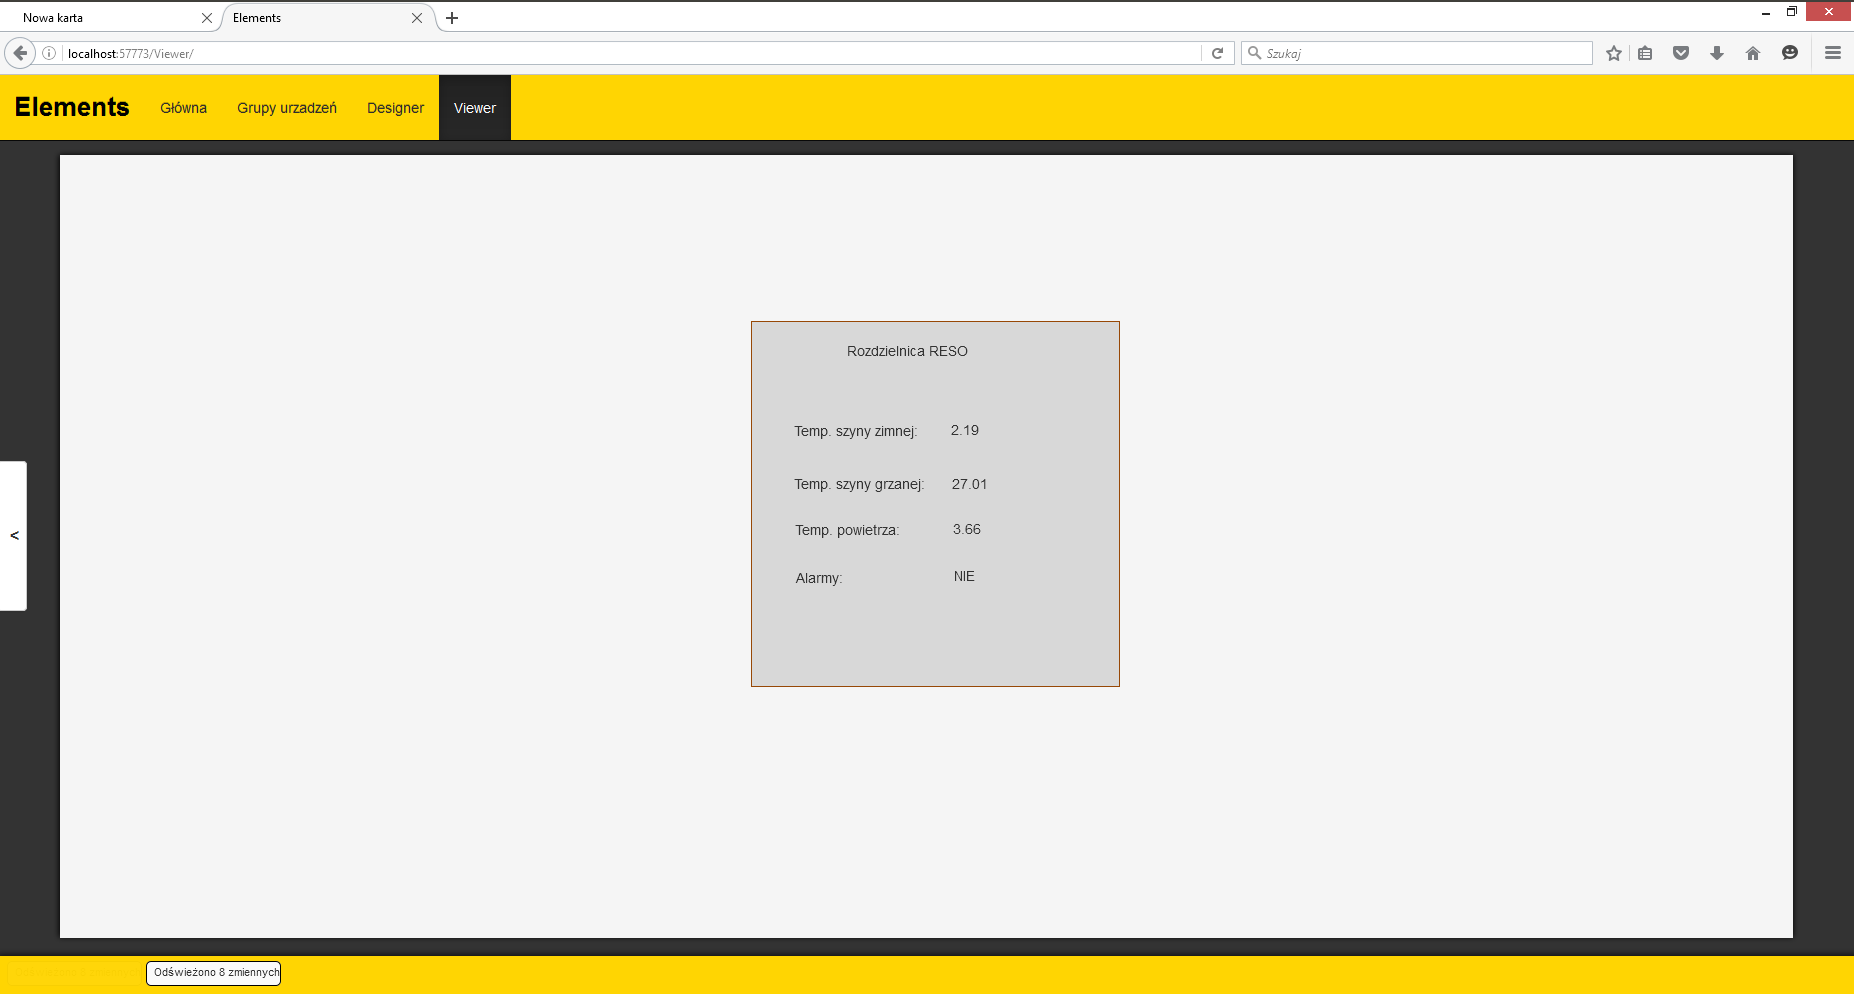 Nowa karta
Elements
localhost:57773/Viewer/
Szukaj
Elements Główna Grupy urzadzeń Designer Viewer
Rozdzielnica RESO
Temp. szyny zimnej: 2.19
Temp. szyny grzanej: 27.01
Temp. powietrza: 3.66
Alarmy: NIE
<
Odświeżono 8 zmiennych